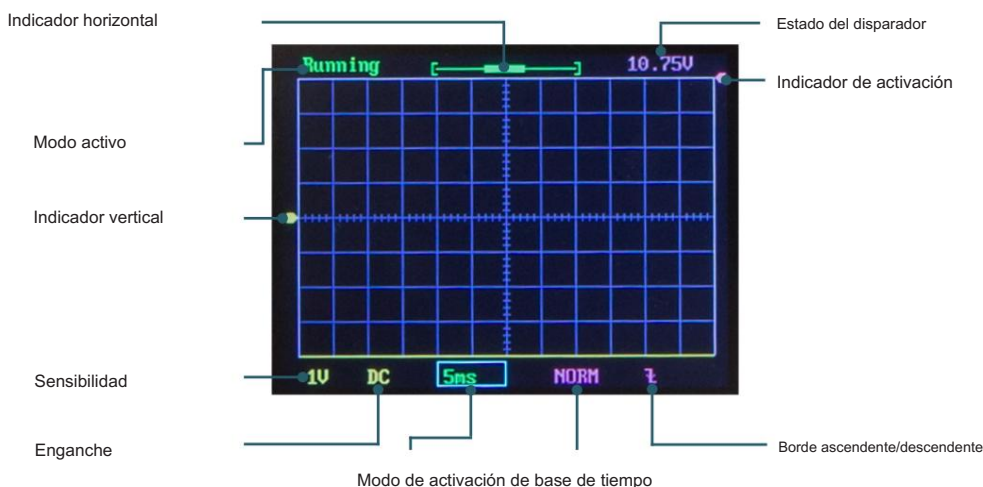 Indicador horizontal
Estado del disparador
Running
10.75V
Indicador de activación
Modo activo
Indicador vertical
Sensibilidad
1V DC 5ms NORM
Enganche
Borde ascendente/descendente
Modo de activación de base de tiempo